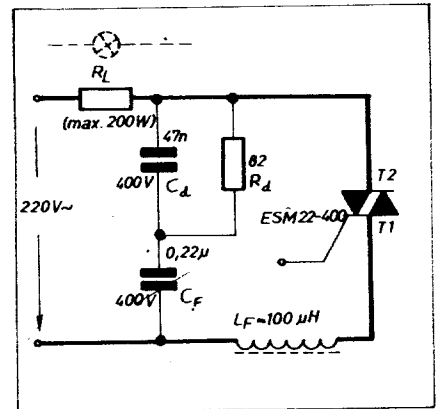 R_L
(max. 200W)
47n
400V
C_d
82
R_d
T2
ESM22-400
T1
220V~
0,22µ
400V
C_F
L_F≈100 µH